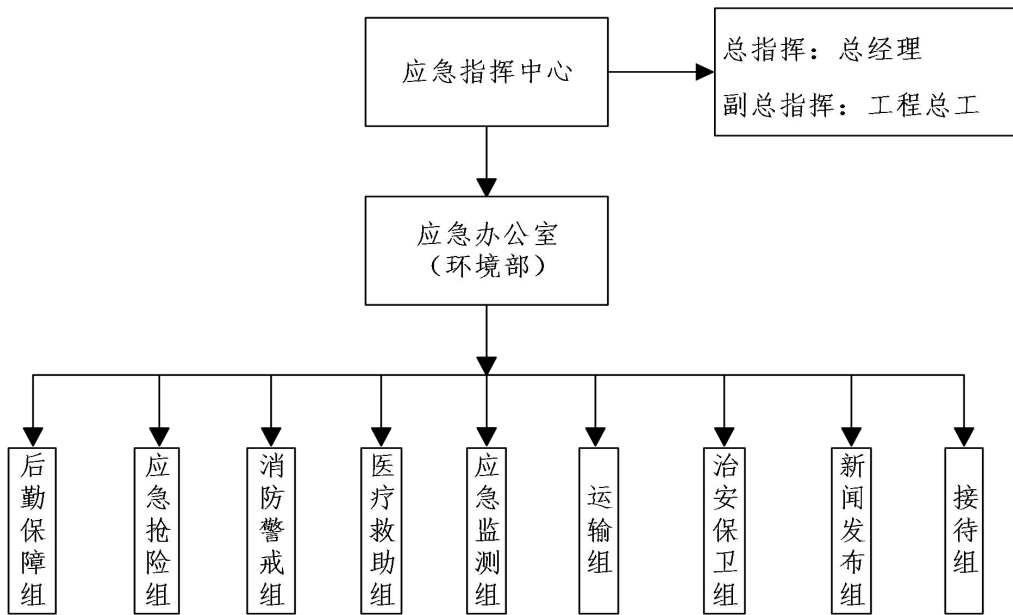 应急指挥中心
总指挥：总经理
副总指挥：工程总工
应急办公室
（环境部）
后勤保障组
应急抢险组
消防警戒组
医疗救助组
应急监测组
运输组
治安保卫组
新闻发布组
接待组